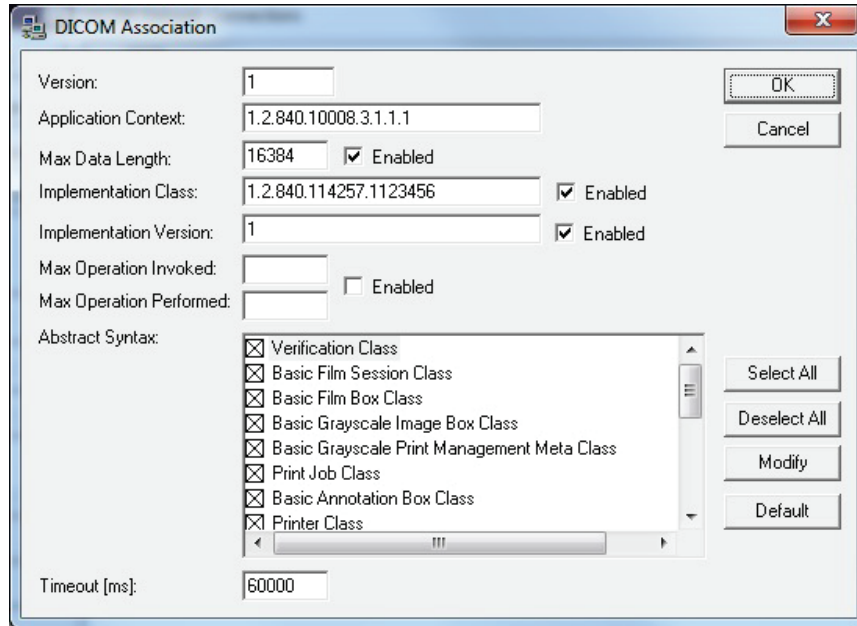 DICOM Association
Version: 1
OK
Application Context: 1.2.840.10008.3.1.1.1
Cancel
Max Data Length: 16384 Enabled
Implementation Class: 1.2.840.114257.1123456 Enabled
Implementation Version: 1 Enabled
Max Operation Invoked:
Enabled
Max Operation Performed:
Abstract Syntax:
Verification Class
Basic Film Session Class
Basic Film Box Class
Basic Grayscale Image Box Class
Basic Grayscale Print Management Meta Class
Print Job Class
Basic Annotation Box Class
Printer Class
Select All
Deselect All
Modify
Default
Timeout [ms]: 60000